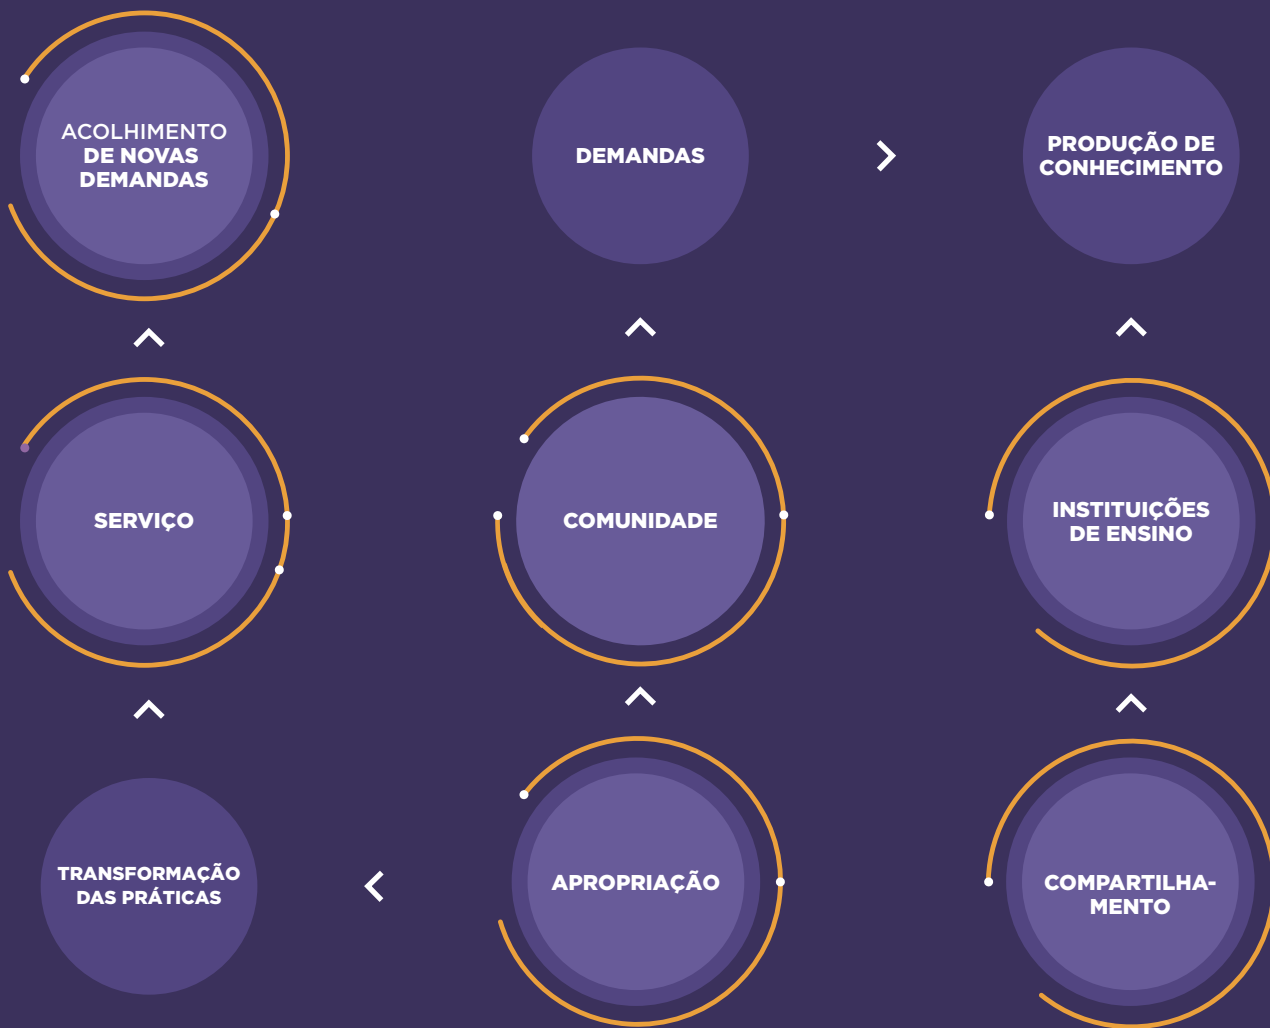 ACOLHIMENTO
DE NOVAS
DEMANDAS
DEMANDAS
PRODUÇÃO DE
CONHECIMENTO
SERVIÇO
COMUNIDADE
INSTITUIÇÕES
DE ENSINO
TRANSFORMAÇÃO
DAS PRÁTICAS
APROPRIAÇÃO
COMPARTILHA-
MENTO